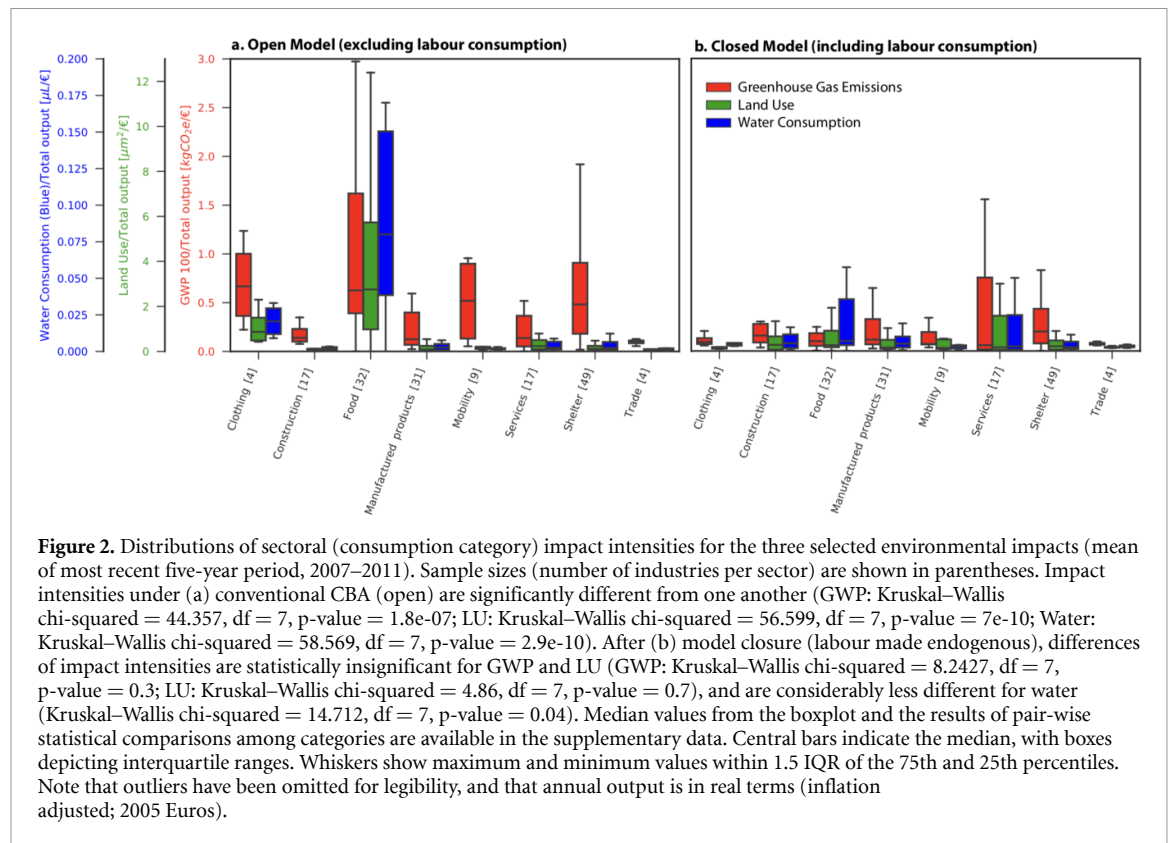 a. Open Model (excluding labour consumption)
b. Closed Model (including labour consumption)
Water Consumption (Blue)/Total output [μL/€]
0.200
0.175
0.150
0.125
0.100
0.075
0.050
0.025
0.000
Land Use/Total output [μm²/€]
12
10
8
6
4
2
0
GWP 100/Total output [kgCO₂e/€]
3.0
2.5
2.0
1.5
1.0
0.5
0.0
Greenhouse Gas Emissions
Land Use
Water Consumption
Clothing [4]
Construction [17]
Food [32]
Manufactured products [31]
Mobility [9]
Services [17]
Shelter [49]
Trade [4]
Clothing [4]
Construction [17]
Food [32]
Manufactured products [31]
Mobility [9]
Services [17]
Shelter [49]
Trade [4]
Figure 2. Distributions of sectoral (consumption category) impact intensities for the three selected environmental impacts (mean
of most recent five-year period, 2007–2011). Sample sizes (number of industries per sector) are shown in parentheses. Impact
intensities under (a) conventional CBA (open) are significantly different from one another (GWP: Kruskal–Wallis
chi-squared = 44.357, df = 7, p-value = 1.8e-07; LU: Kruskal–Wallis chi-squared = 56.599, df = 7, p-value = 7e-10; Water:
Kruskal–Wallis chi-squared = 58.569, df = 7, p-value = 2.9e-10). After (b) model closure (labour made endogenous), differences
of impact intensities are statistically insignificant for GWP and LU (GWP: Kruskal–Wallis chi-squared = 8.2427, df = 7,
p-value = 0.3; LU: Kruskal–Wallis chi-squared = 4.86, df = 7, p-value = 0.7), and are considerably less different for water
(Kruskal–Wallis chi-squared = 14.712, df = 7, p-value = 0.04). Median values from the boxplot and the results of pair-wise
statistical comparisons among categories are available in the supplementary data. Central bars indicate the median, with boxes
depicting interquartile ranges. Whiskers show maximum and minimum values within 1.5 IQR of the 75th and 25th percentiles.
Note that outliers have been omitted for legibility, and that annual output is in real terms (inflation
adjusted; 2005 Euros).